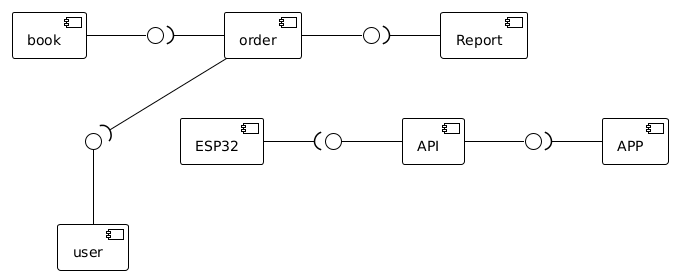 book
order
Report
ESP32
API
APP
user